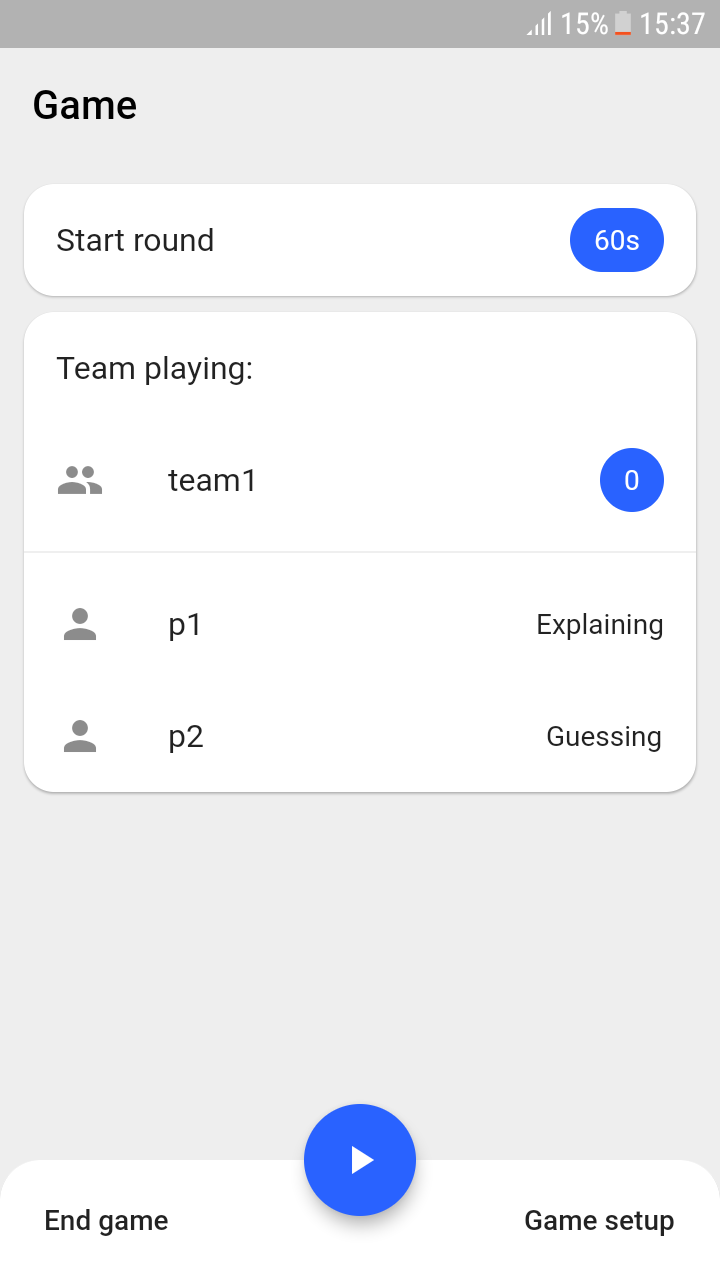 15% 15:37
Game
Start round 60s
Team playing:
team1 0
p1 Explaining
p2 Guessing
End game Game setup